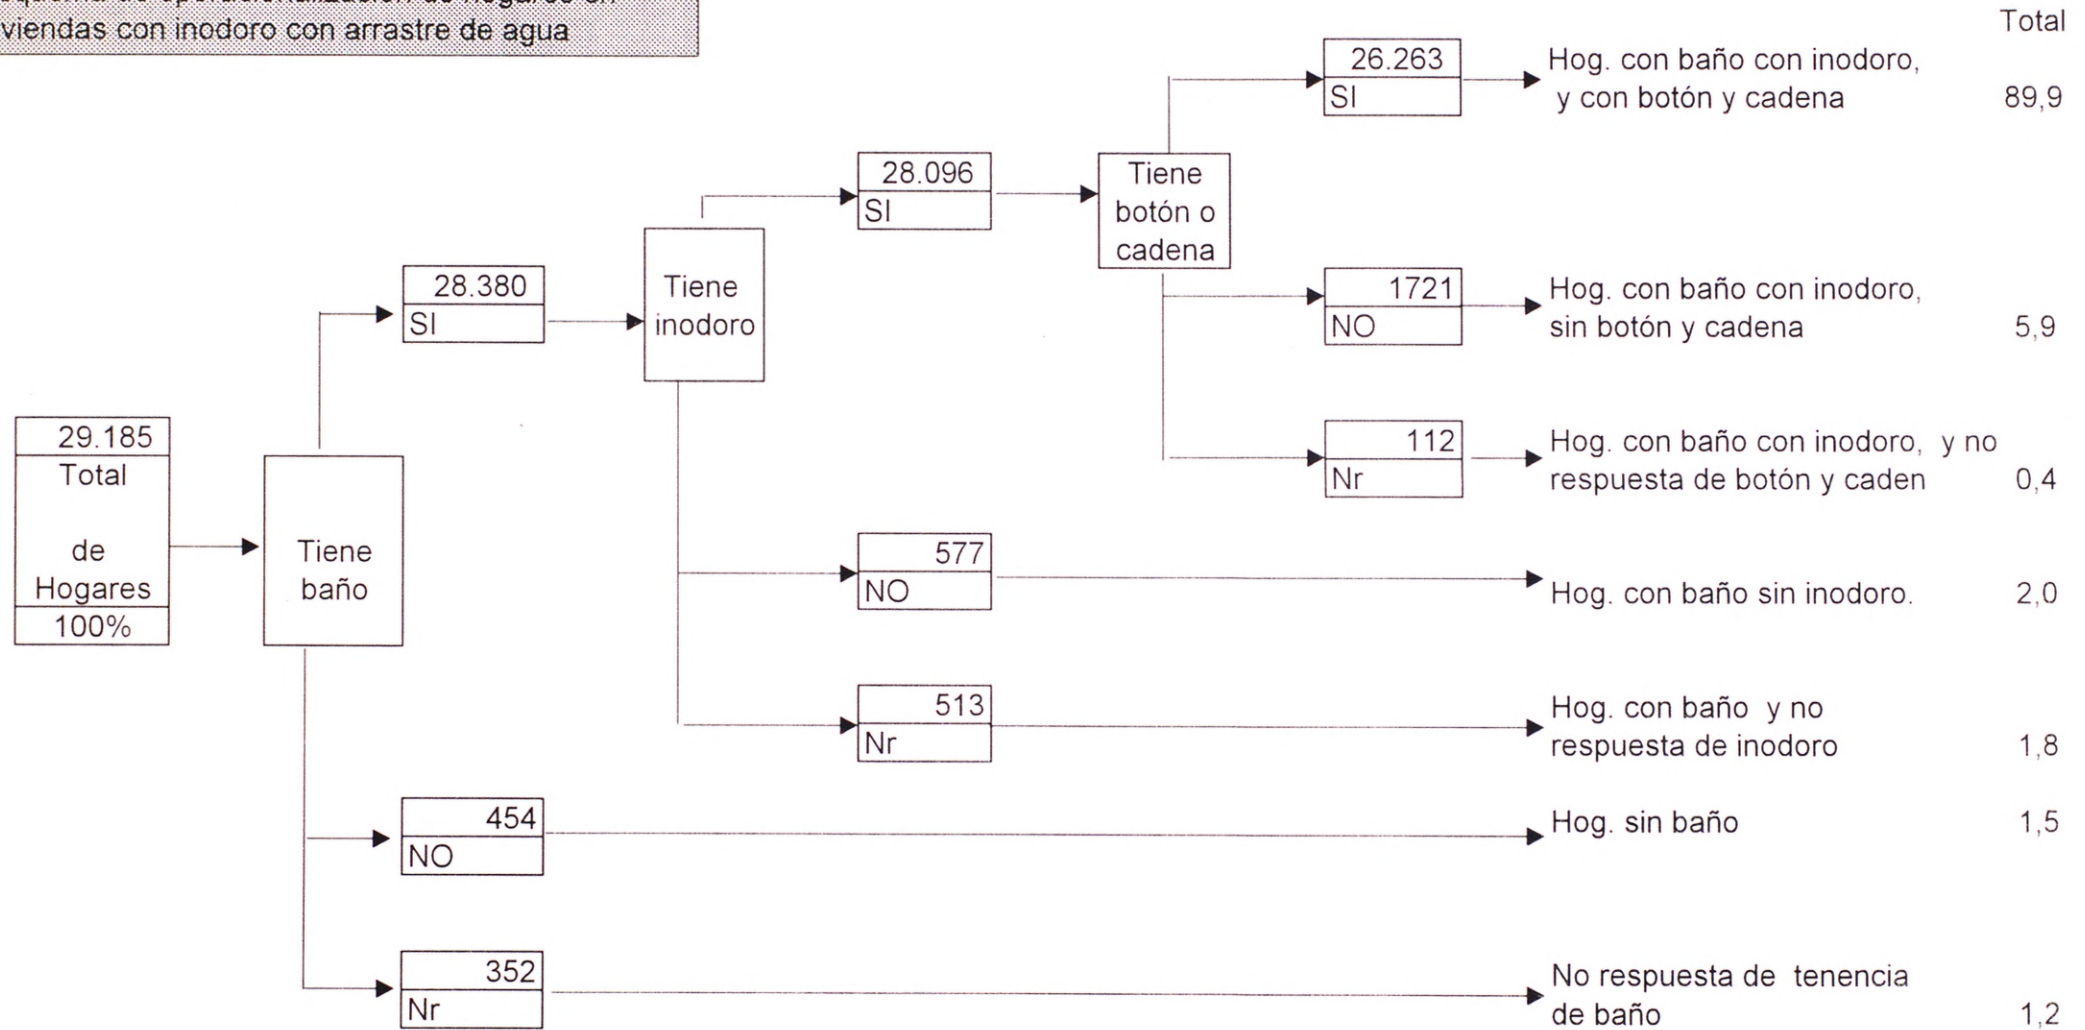 viendas con inodoro con arrastre de agua
Total
26.263
SI
Hog. con baño con inodoro,
y con botón y cadena
89,9
28.096
SI
Tiene
botón o
cadena
28.380
SI
Tiene
inodoro
1721
NO
Hog. con baño con inodoro,
sin botón y cadena
5,9
29.185
Total
de
Hogares
100%
Tiene
baño
112
Nr
Hog. con baño con inodoro, y no
respuesta de botón y caden
0,4
577
NO
Hog. con baño sin inodoro.
2,0
513
Nr
Hog. con baño y no
respuesta de inodoro
1,8
454
NO
Hog. sin baño
1,5
352
Nr
No respuesta de tenencia
de baño
1,2